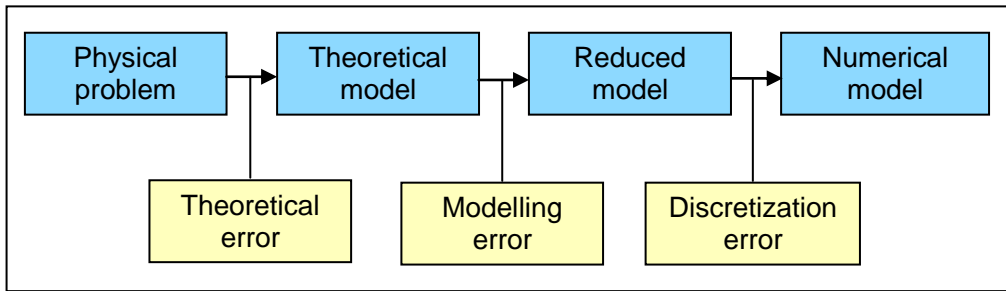 Physical
problem
Theoretical
model
Reduced
model
Numerical
model
Theoretical
error
Modelling
error
Discretization
error